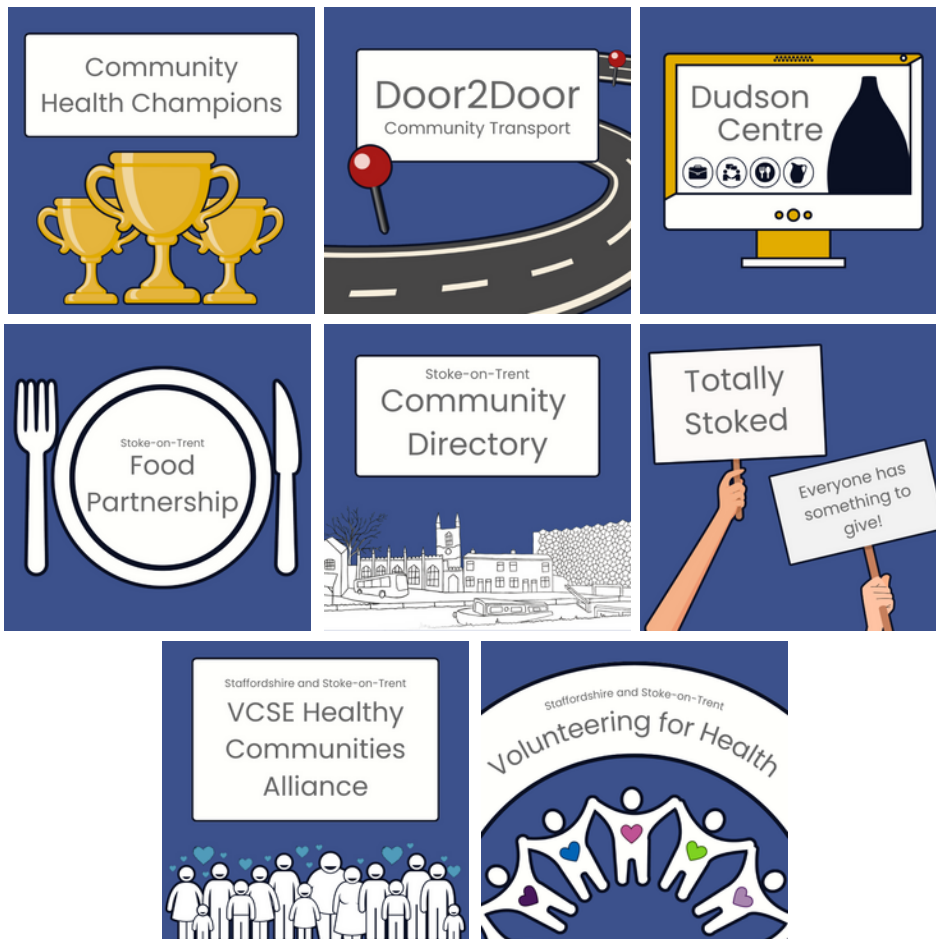 Community
Health Champions
Door2Door
Community Transport
Dudson
Centre
Stoke-on-Trent
Food
Partnership
Stoke-on-Trent
Community
Directory
Totally
Stoked
Everyone has
something to
give!
Staffordshire and Stoke-on-Trent
VCSE Healthy
Communities
Alliance
Staffordshire and Stoke-on-Trent
Volunteering for Health